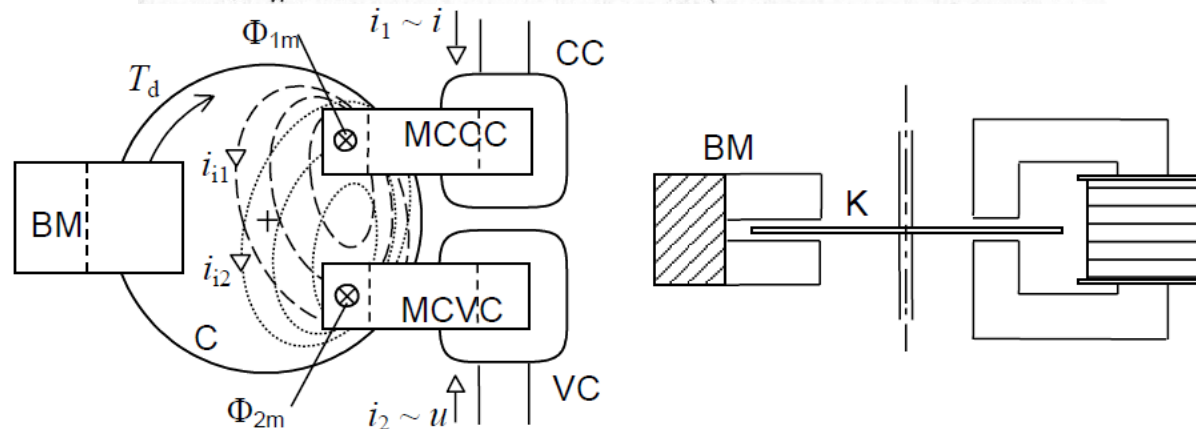 Φ1m
i1 ~ i
CC
Td
MCCC
ii1
BM
ii2
MCVC
C
VC
Φ2m
i2 ~ u
BM
K